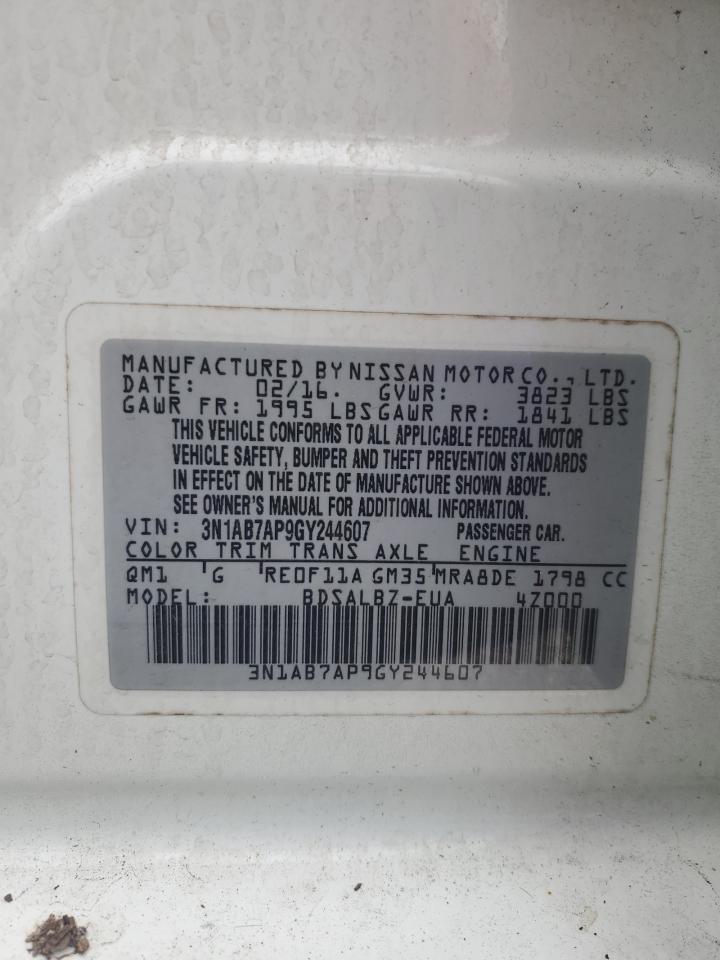 MANUFACTURED BY NISSAN MOTOR CO., LTD.
DATE: 02/16. GVWR: 3823 LBS
GAWR FR: 1995 LBS GAWR RR: 1841 LBS
THIS VEHICLE CONFORMS TO ALL APPLICABLE FEDERAL MOTOR
VEHICLE SAFETY, BUMPER AND THEFT PREVENTION STANDARDS
IN EFFECT ON THE DATE OF MANUFACTURE SHOWN ABOVE.
SEE OWNER'S MANUAL FOR ADDITIONAL INFORMATION.
VIN: 3N1AB7AP9GY244607 PASSENGER CAR.
COLOR TRIM TRANS AXLE ENGINE
QM1 G RE0F11A GM35 MRA8DE 1798 CC
MODEL: BDSALBZ-EUA 4Z000
3N1AB7AP9GY244607